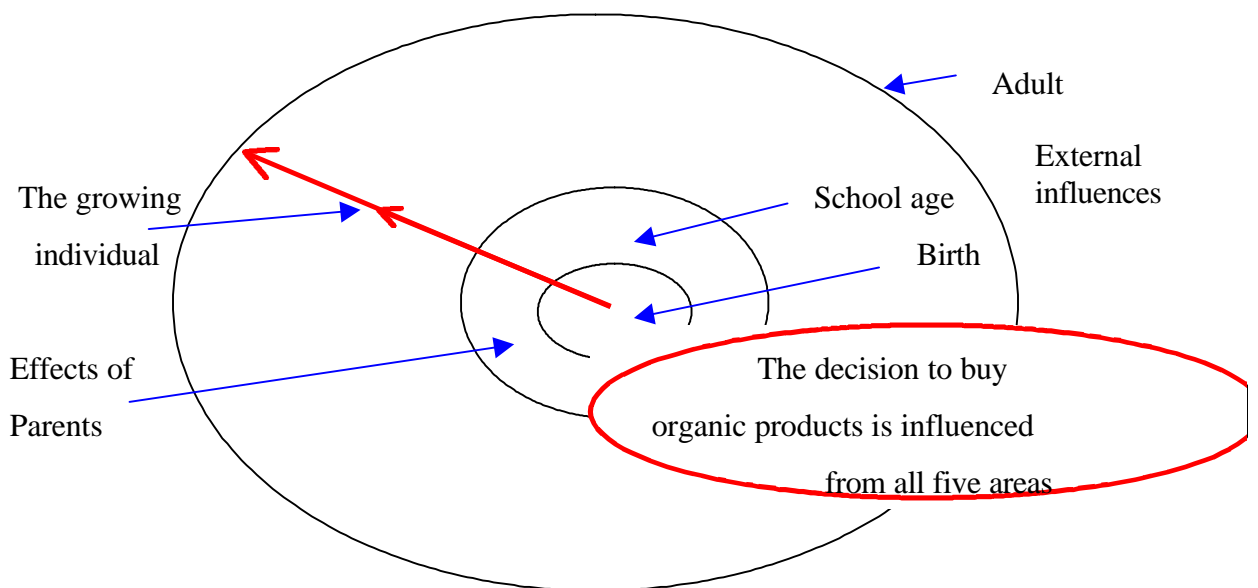 Adult
External
influences
The growing
individual
School age
Birth
Effects of
Parents
The decision to buy
organic products is influenced
from all five areas